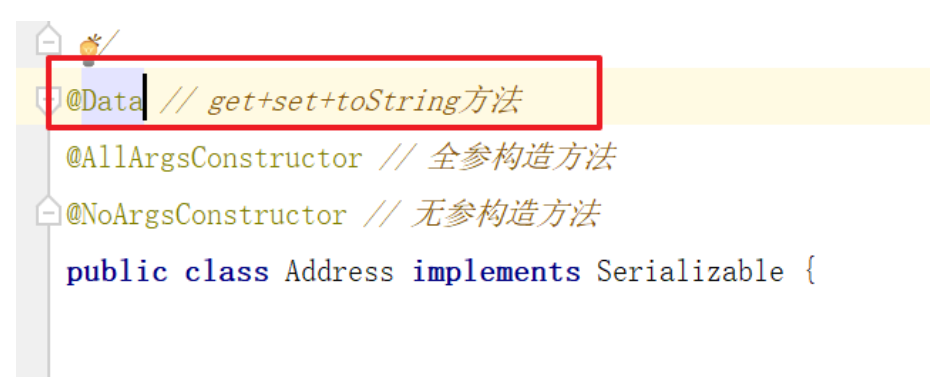 */
@Data // get+set+toString方法
@AllArgsConstructor // 全参构造方法
@NoArgsConstructor // 无参构造方法
public class Address implements Serializable {